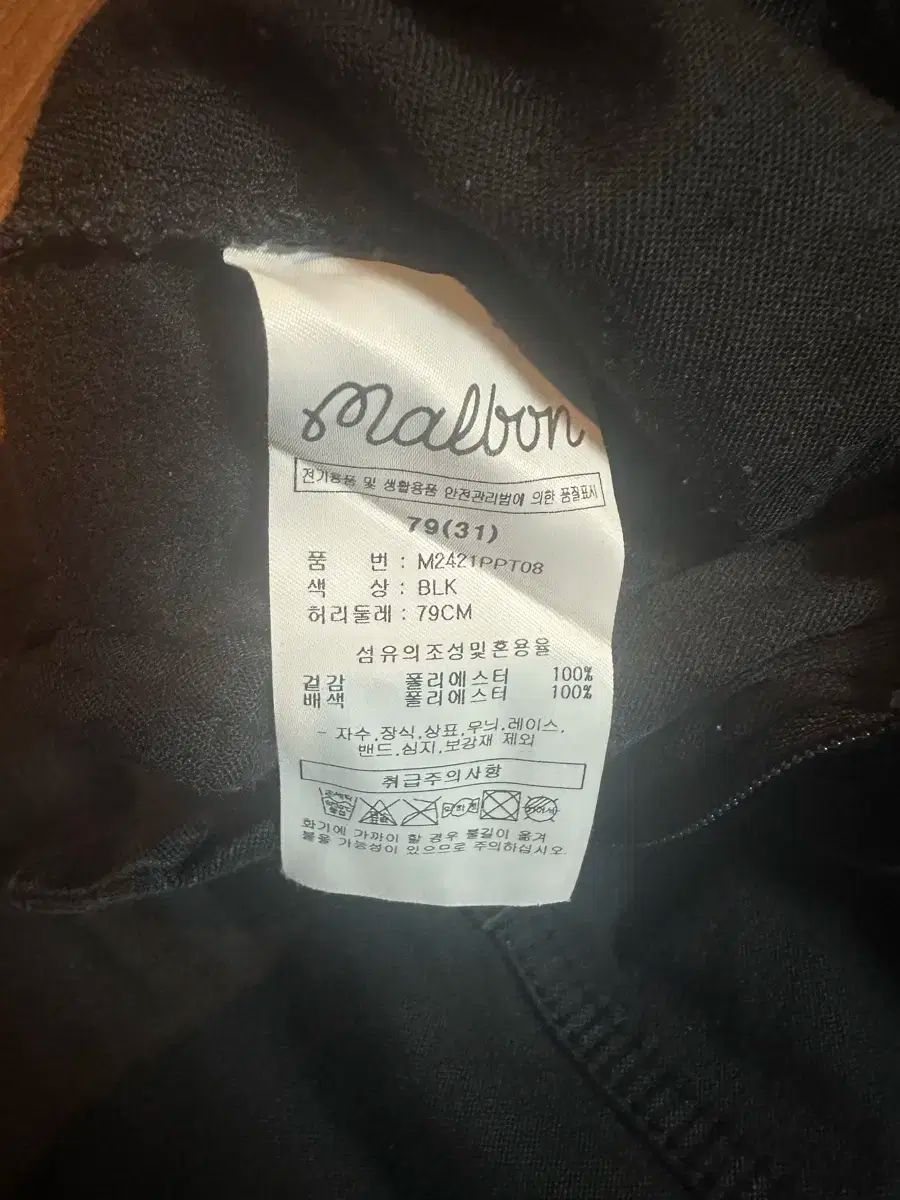 malbon
전기용품 및 생활용품 안전관리법에 의한 품질표시
79(31)
품 번 : M2421PPT08
색 상 : BLK
허리둘레 : 79CM
섬유의조성및혼용율
겉감 폴리에스터 100%
배색 폴리에스터 100%
- 자수,장식,상표,무늬,레이스,
밴드,심지,보강재 제외
취급주의사항
화기에 가까이 할 경우 불길이 옮겨
붙을 가능성이 있으므로 주의하십시오.